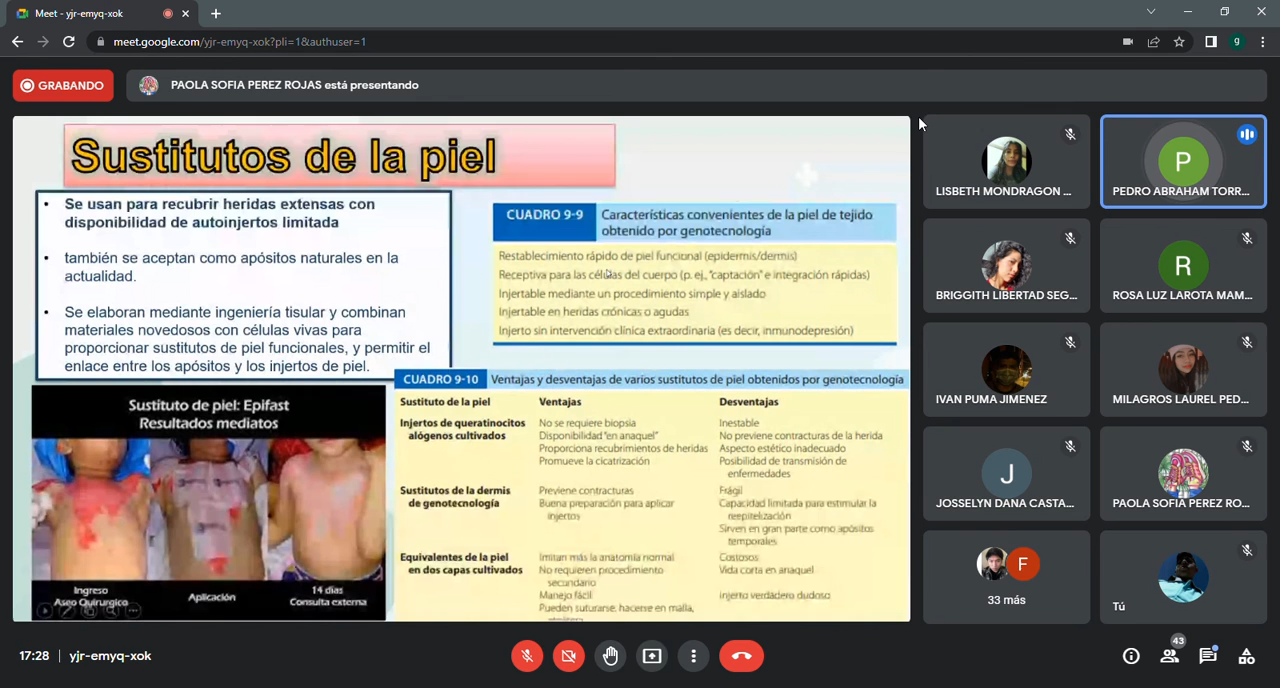 Meet - yjr-emyq-xok
meet.google.com/yjr-emyq-xok?pli=1&authuser=1
g
GRABANDO
PAOLA SOFIA PEREZ ROJAS está presentando
Sustitutos de la piel
• Se usan para recubrir heridas extensas con
disponibilidad de autoinjertos limitada
• también se aceptan como apósitos naturales en la
actualidad.
• Se elaboran mediante ingeniería tisular y combinan
materiales novedosos con células vivas para
proporcionar sustitutos de piel funcionales, y permitir el
enlace entre los apósitos y los injertos de piel.
CUADRO 9-9 Características convenientes de la piel de tejido
obtenido por genotecnología
Restablecimiento rápido de piel funcional (epidermis/dermis)
Receptiva para las células del cuerpo (p. ej., "captación" e integración rápidas)
Injertable mediante un procedimiento simple y aislado
Injertable en heridas crónicas o agudas
Injerto sin intervención clínica extraordinaria (es decir, inmunodepresión)
CUADRO 9-10 Ventajas y desventajas de varios sustitutos de piel obtenidos por genotecnología
Sustituto de la piel Ventajas Desventajas
Injertos de queratinocitos No se requiere biopsia Inestable
alógenos cultivados Disponibilidad "en anaquel" No previene contracturas de la herida
Proporciona recubrimientos de heridas Aspecto estético inadecuado
Promueve la cicatrización Posibilidad de transmisión de
enfermedades
Sustitutos de la dermis Previene contracturas Frágil
de genotecnología Buena preparación para aplicar Capacidad limitada para estimular la
injertos reepitelización
Sirven en gran parte como apósitos
temporales
Equivalentes de la piel Imitan más la anatomía normal Costosos
en dos capas cultivados No requieren procedimiento Vida corta en anaquel
secundario
Manejo fácil injerto verdadero dudoso
Pueden suturarse, hacerse en malla,
Sustituto de piel: Epifast
Resultados mediatos
Ingreso
Aseo Quirurgico
Aplicación
14 días
Consulta externa
LISBETH MONDRAGON ...
P
PEDRO ABRAHAM TORR...
BRIGGITH LIBERTAD SEG...
R
ROSA LUZ LAROTA MAM...
IVAN PUMA JIMENEZ
MILAGROS LAUREL PED...
J
JOSSELYN DANA CASTA...
PAOLA SOFIA PEREZ RO...
F
33 más
Tú
17:28 | yjr-emyq-xok
43